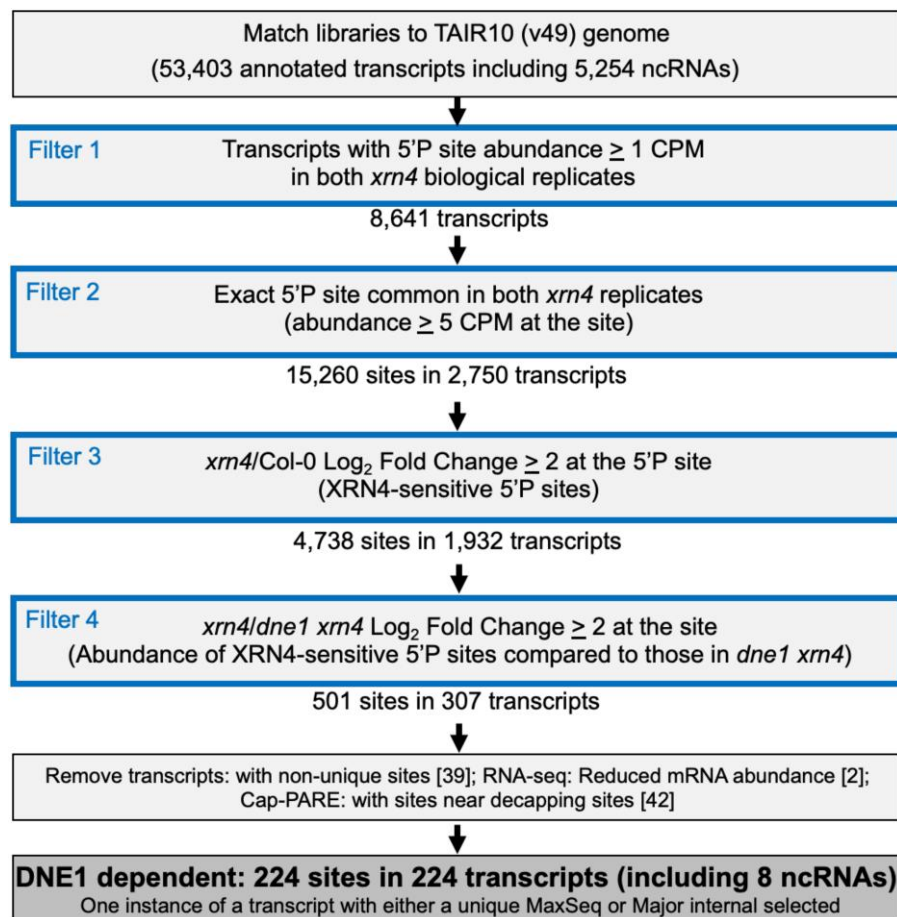 Match libraries to TAIR10 (v49) genome
(53,403 annotated transcripts including 5,254 ncRNAs)
Filter 1
Transcripts with 5'P site abundance ≥ 1 CPM
in both xrn4 biological replicates
8,641 transcripts
Filter 2
Exact 5'P site common in both xrn4 replicates
(abundance ≥ 5 CPM at the site)
15,260 sites in 2,750 transcripts
Filter 3
xrn4/Col-0 Log₂ Fold Change ≥ 2 at the 5'P site
(XRN4-sensitive 5'P sites)
4,738 sites in 1,932 transcripts
Filter 4
xrn4/dne1 xrn4 Log₂ Fold Change ≥ 2 at the site
(Abundance of XRN4-sensitive 5'P sites compared to those in dne1 xrn4)
501 sites in 307 transcripts
Remove transcripts: with non-unique sites [39]; RNA-seq: Reduced mRNA abundance [2];
Cap-PARE: with sites near decapping sites [42]
DNE1 dependent: 224 sites in 224 transcripts (including 8 ncRNAs)
One instance of a transcript with either a unique MaxSeq or Major internal selected